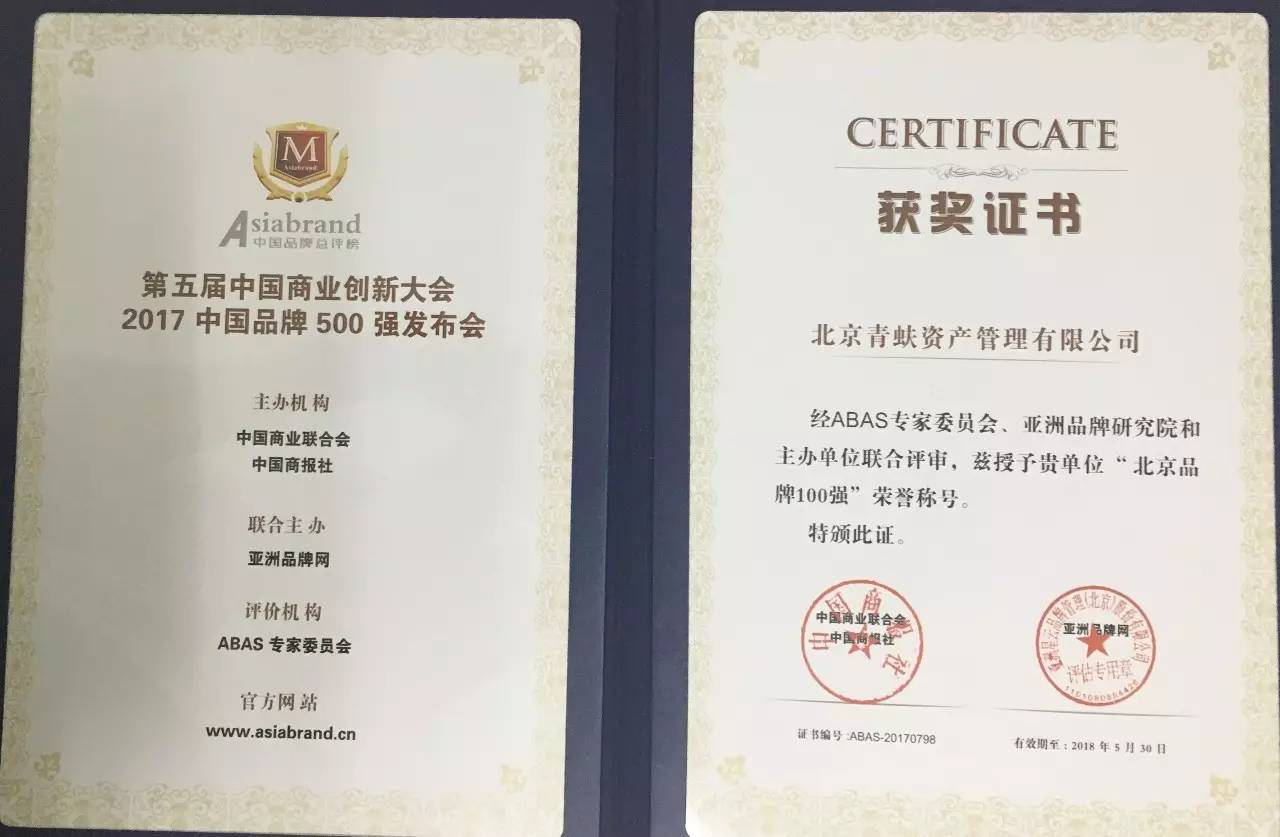 M
Asiabrand
Asiabrand
中国品牌总评榜
第五届中国商业创新大会
2017 中国品牌 500 强发布会
主办机构
中国商业联合会
中国商报社
联合主办
亚洲品牌网
评价机构
ABAS 专家委员会
官方网站
www.asiabrand.cn
CERTIFICATE
获奖证书
北京青蚨资产管理有限公司
经ABAS专家委员会、亚洲品牌研究院和
主办单位联合评审，兹授予贵单位“北京品
牌100强”荣誉称号。
特颁此证。
中国商报社
中国商业联合会
中国商报社
亚洲品牌网
评估专用章
证书编号 :ABAS-20170798
有效期至：2018 年 5 月 30 日